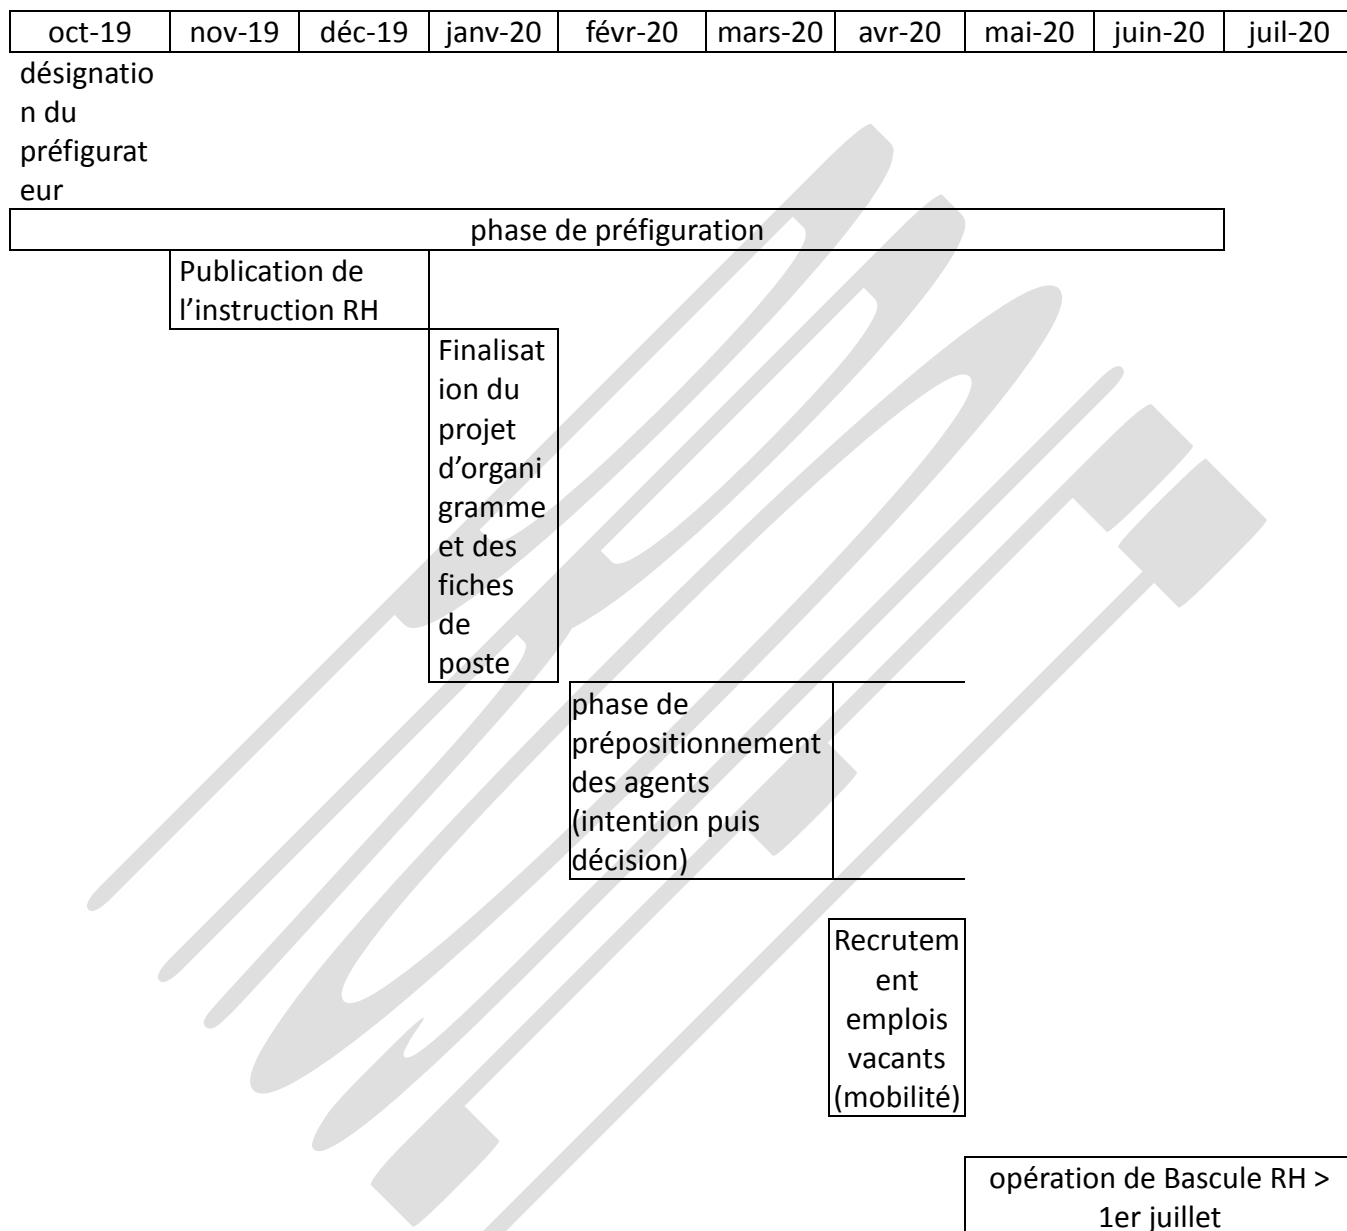 oct-19 nov-19 déc-19 janv-20 févr-20 mars-20 avr-20 mai-20 juin-20 juil-20
désignatio
n du
préfigurat
eur
phase de préfiguration
Publication de
l’instruction RH
Finalisat
ion du
projet
d’organi
gramme
et des
fiches
de
poste
phase de
prépositionnement
des agents
(intention puis
décision)
Recrutem
ent
emplois
vacants
(mobilité)
opération de Bascule RH >
1er juillet